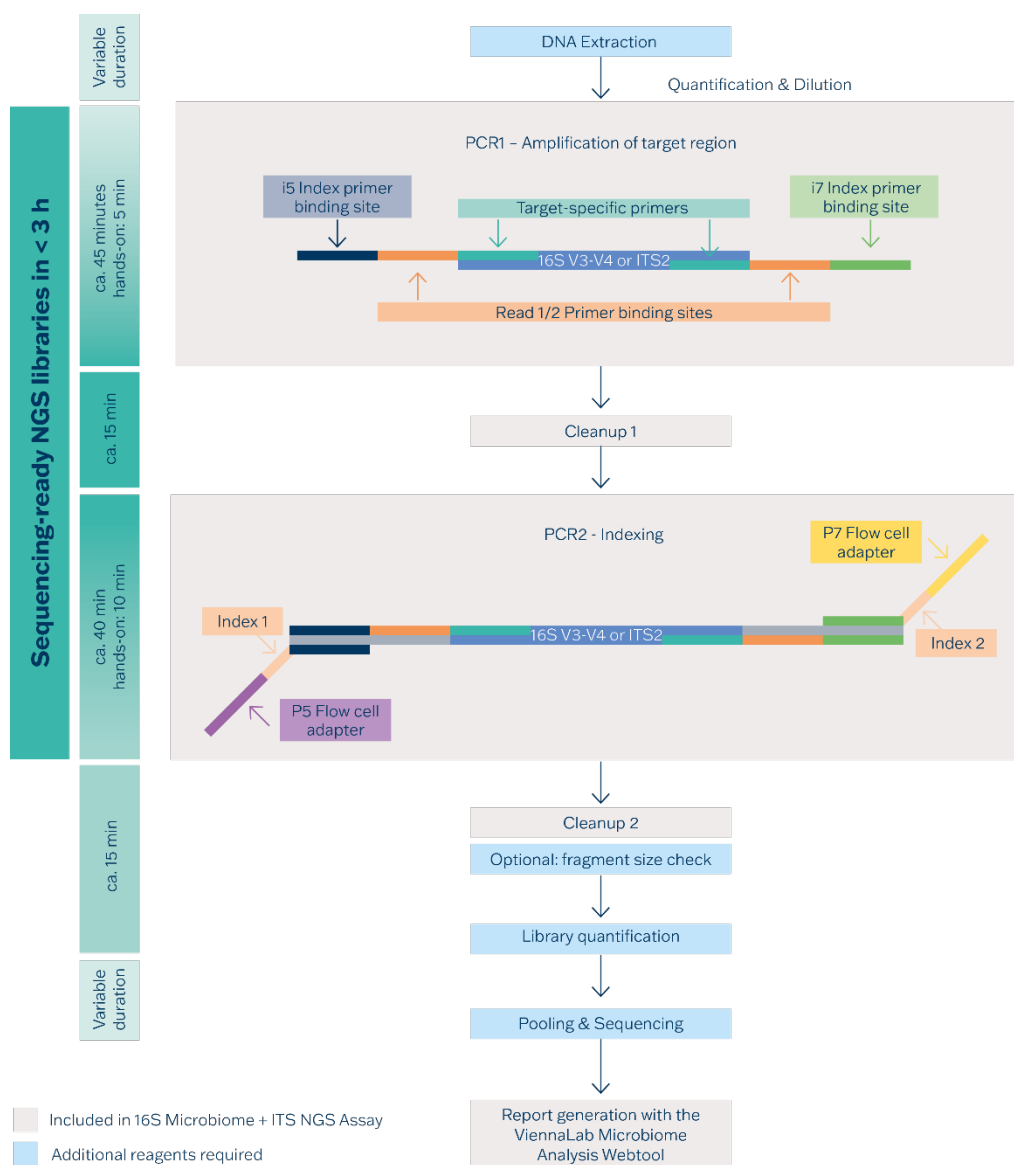 Variable
duration
DNA Extraction
Quantification & Dilution
Sequencing-ready NGS libraries in < 3 h
ca. 45 minutes
hands-on: 5 min
PCR1 – Amplification of target region
i5 Index primer
binding site
Target-specific primers
i7 Index primer
binding site
16S V3-V4 or ITS2
Read 1/2 Primer binding sites
ca. 15 min
Cleanup 1
ca. 40 min
hands-on: 10 min
PCR2 - Indexing
P7 Flow cell
adapter
Index 1
16S V3-V4 or ITS2
Index 2
P5 Flow cell
adapter
ca. 15 min
Cleanup 2
Optional: fragment size check
Library quantification
Variable
duration
Pooling & Sequencing
Report generation with the
ViennaLab Microbiome
Analysis Webtool
Included in 16S Microbiome + ITS NGS Assay
Additional reagents required